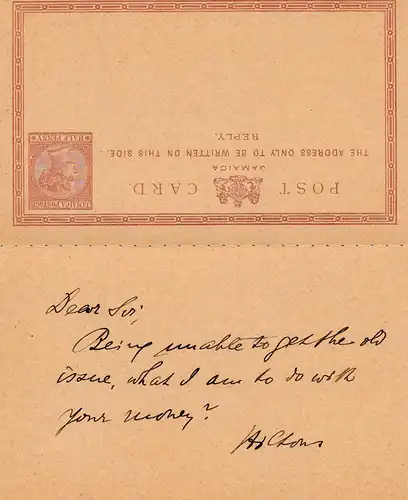 POST CARD.
JAMAICA
THE ADDRESS ONLY TO BE WRITTEN ON THIS SIDE.
REPLY.
JAMAICA POSTAGE
HALF PENNY
Dear Sir,
Being unable to get the old
issue, what I am to do with
your money?